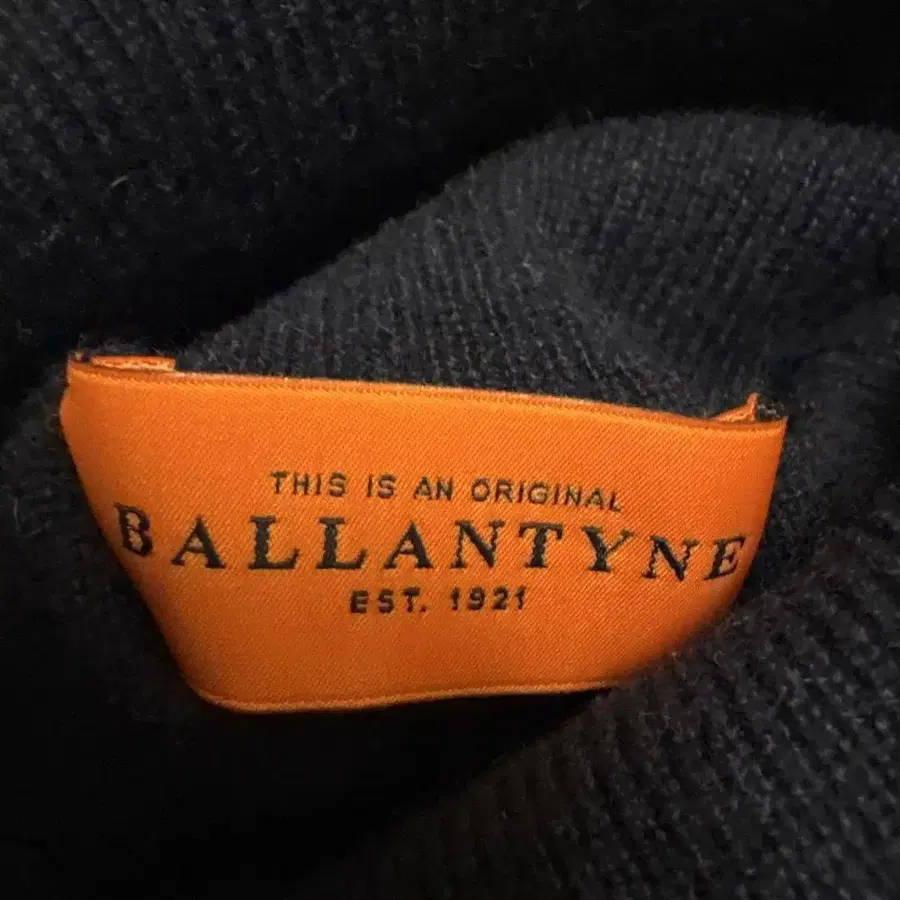 THIS IS AN ORIGINAL
BALLANTYNE
EST. 1921